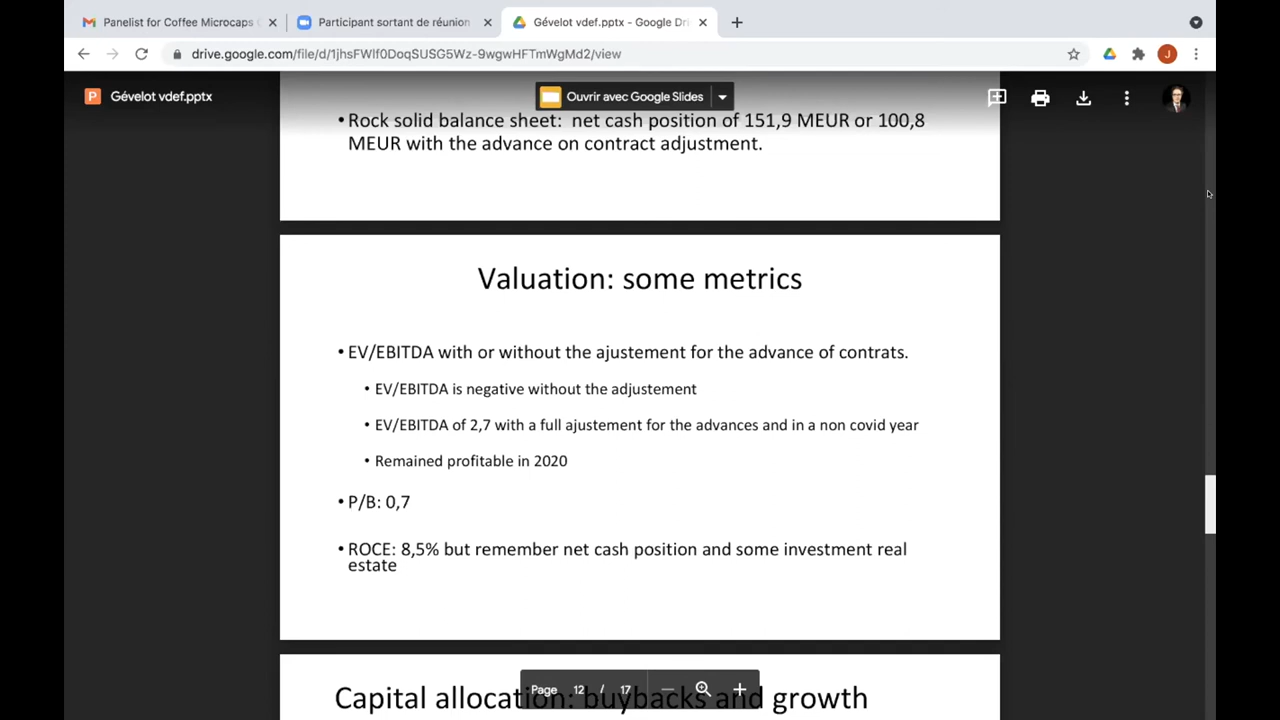 Panelist for Coffee Microcaps
Participant sortant de réunion
Gévelot vdef.pptx - Google Dri
drive.google.com/file/d/1jhsFWlf0DoqSUSG5Wz-9wgwHFTmWgMd2/view
J
P Gévelot vdef.pptx
Ouvrir avec Google Slides
•Rock solid balance sheet: net cash position of 151,9 MEUR or 100,8
MEUR with the advance on contract adjustment.
Valuation: some metrics
•EV/EBITDA with or without the ajustement for the advance of contrats.
• EV/EBITDA is negative without the adjustement
• EV/EBITDA of 2,7 with a full ajustement for the advances and in a non covid year
• Remained profitable in 2020
•P/B: 0,7
•ROCE: 8,5% but remember net cash position and some investment real
estate
Capital allocation: buybacks and growth
Page 12 / 17